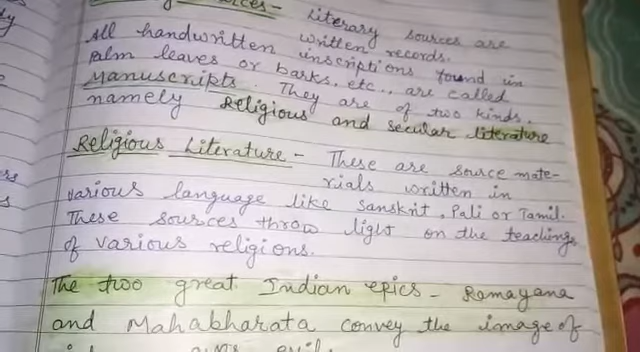 sources - Literary sources are
written records.
All handwritten inscriptions found in
Palm leaves or barks, etc., are called
Manuscripts. They are of two kinds.
namely Religious and secular literature
Religious Literature - These are source mate-
rials written in
various language like Sanskrit, Pali or Tamil.
These sources throw light on the teachings
of various religions.
The two great Indian epics - Ramayana
and Mahabharata convey the image of